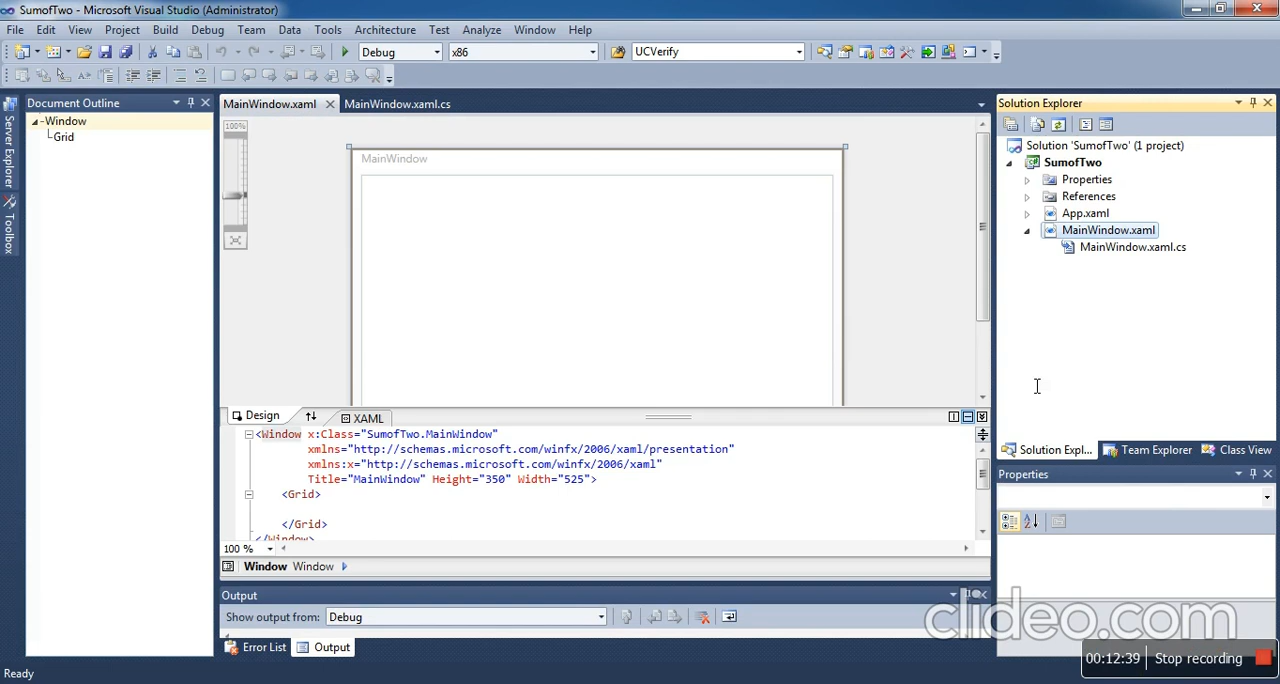 SumofTwo - Microsoft Visual Studio (Administrator)
File Edit View Project Build Debug Team Data Tools Architecture Test Analyze Window Help
Debug x86 UCVerify
Server Explorer
Toolbox
Document Outline
Window
Grid
MainWindow.xaml MainWindow.xaml.cs
100%
MainWindow
Design XAML
<Window x:Class="SumofTwo.MainWindow"
xmlns="http://schemas.microsoft.com/winfx/2006/xaml/presentation"
xmlns:x="http://schemas.microsoft.com/winfx/2006/xaml"
Title="MainWindow" Height="350" Width="525">
<Grid>
</Grid>
</Window>
100 %
Window Window
Output
Show output from: Debug
Error List Output
Solution Explorer
Solution 'SumofTwo' (1 project)
SumofTwo
Properties
References
App.xaml
MainWindow.xaml
MainWindow.xaml.cs
Solution Expl... Team Explorer Class View
Properties
clideo.com
00:12:39 Stop recording
Ready